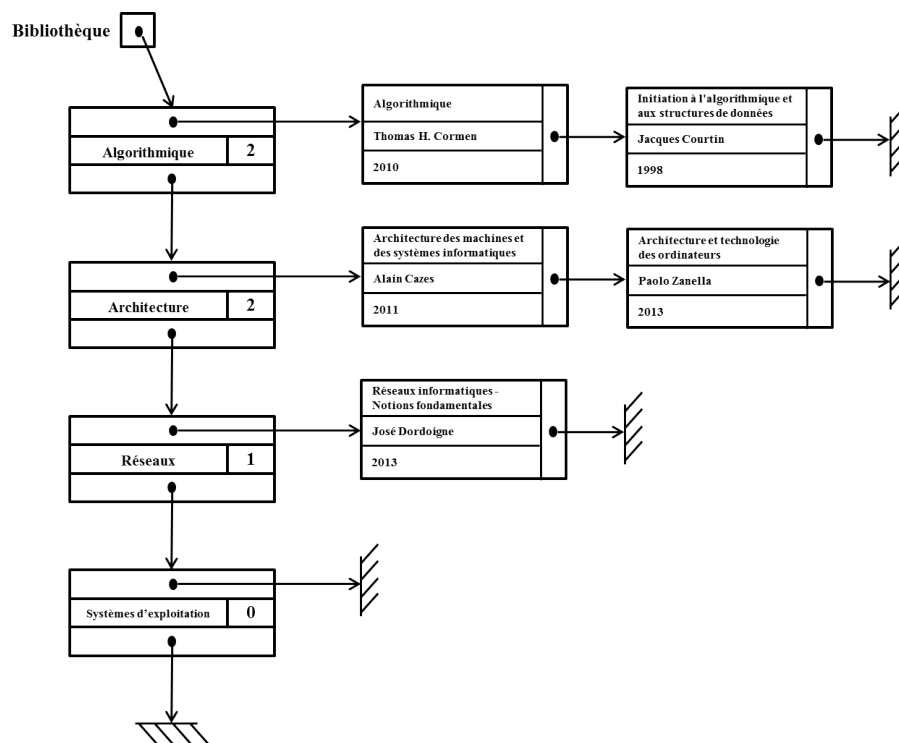 Bibliothèque
Algorithmique
Thomas H. Cormen
2010
Initiation à l'algorithmique et
aux structures de données
Jacques Courtin
1998
Algorithmique 2
Architecture des machines et
des systèmes informatiques
Alain Cazes
2011
Architecture et technologie
des ordinateurs
Paolo Zanella
2013
Architecture 2
Réseaux informatiques -
Notions fondamentales
José Dordoigne
2013
Réseaux 1
Systèmes d'exploitation 0